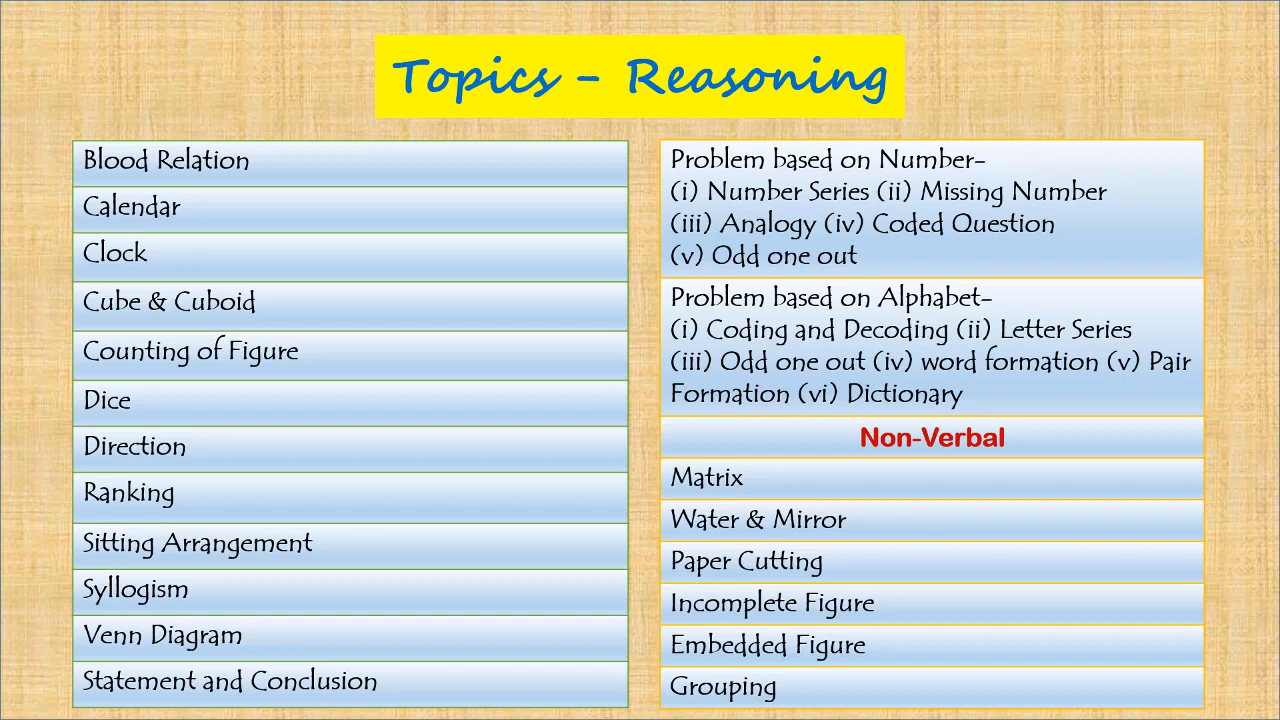 Topics - Reasoning
Blood Relation
Calendar
Clock
Cube & Cuboid
Counting of Figure
Dice
Direction
Ranking
Sitting Arrangement
Syllogism
Venn Diagram
Statement and Conclusion
Problem based on Number-
(i) Number Series (ii) Missing Number
(iii) Analogy (iv) Coded Question
(v) Odd one out
Problem based on Alphabet-
(i) Coding and Decoding (ii) Letter Series
(iii) Odd one out (iv) word formation (v) Pair
Formation (vi) Dictionary
Non-Verbal
Matrix
Water & Mirror
Paper Cutting
Incomplete Figure
Embedded Figure
Grouping